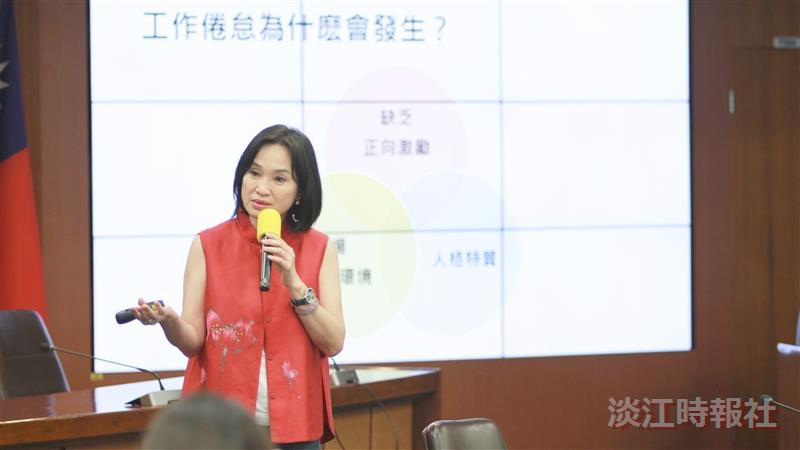 工作倦怠為什麼會發生？
缺乏
正向激勵
環境
人格特質
淡江時報社